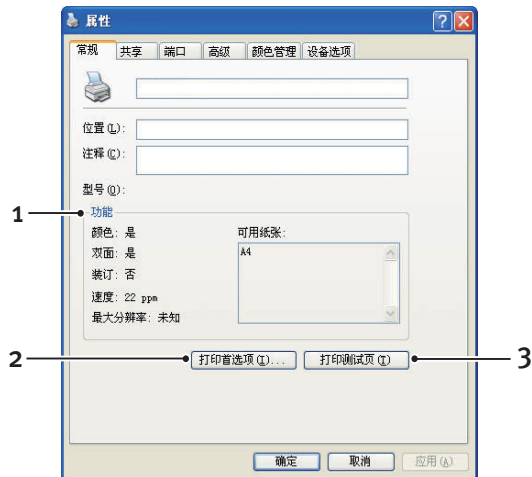 属性
常规 共享 端口 高级 颜色管理 设备选项
位置(L):
注释(C):
型号(O):
1
功能
颜色: 是 可用纸张:
双面: 是 A4
装订: 否
速度: 22 ppm
最大分辨率: 未知
2 打印首选项(I)... 打印测试页(T) 3
确定 取消 应用(A)